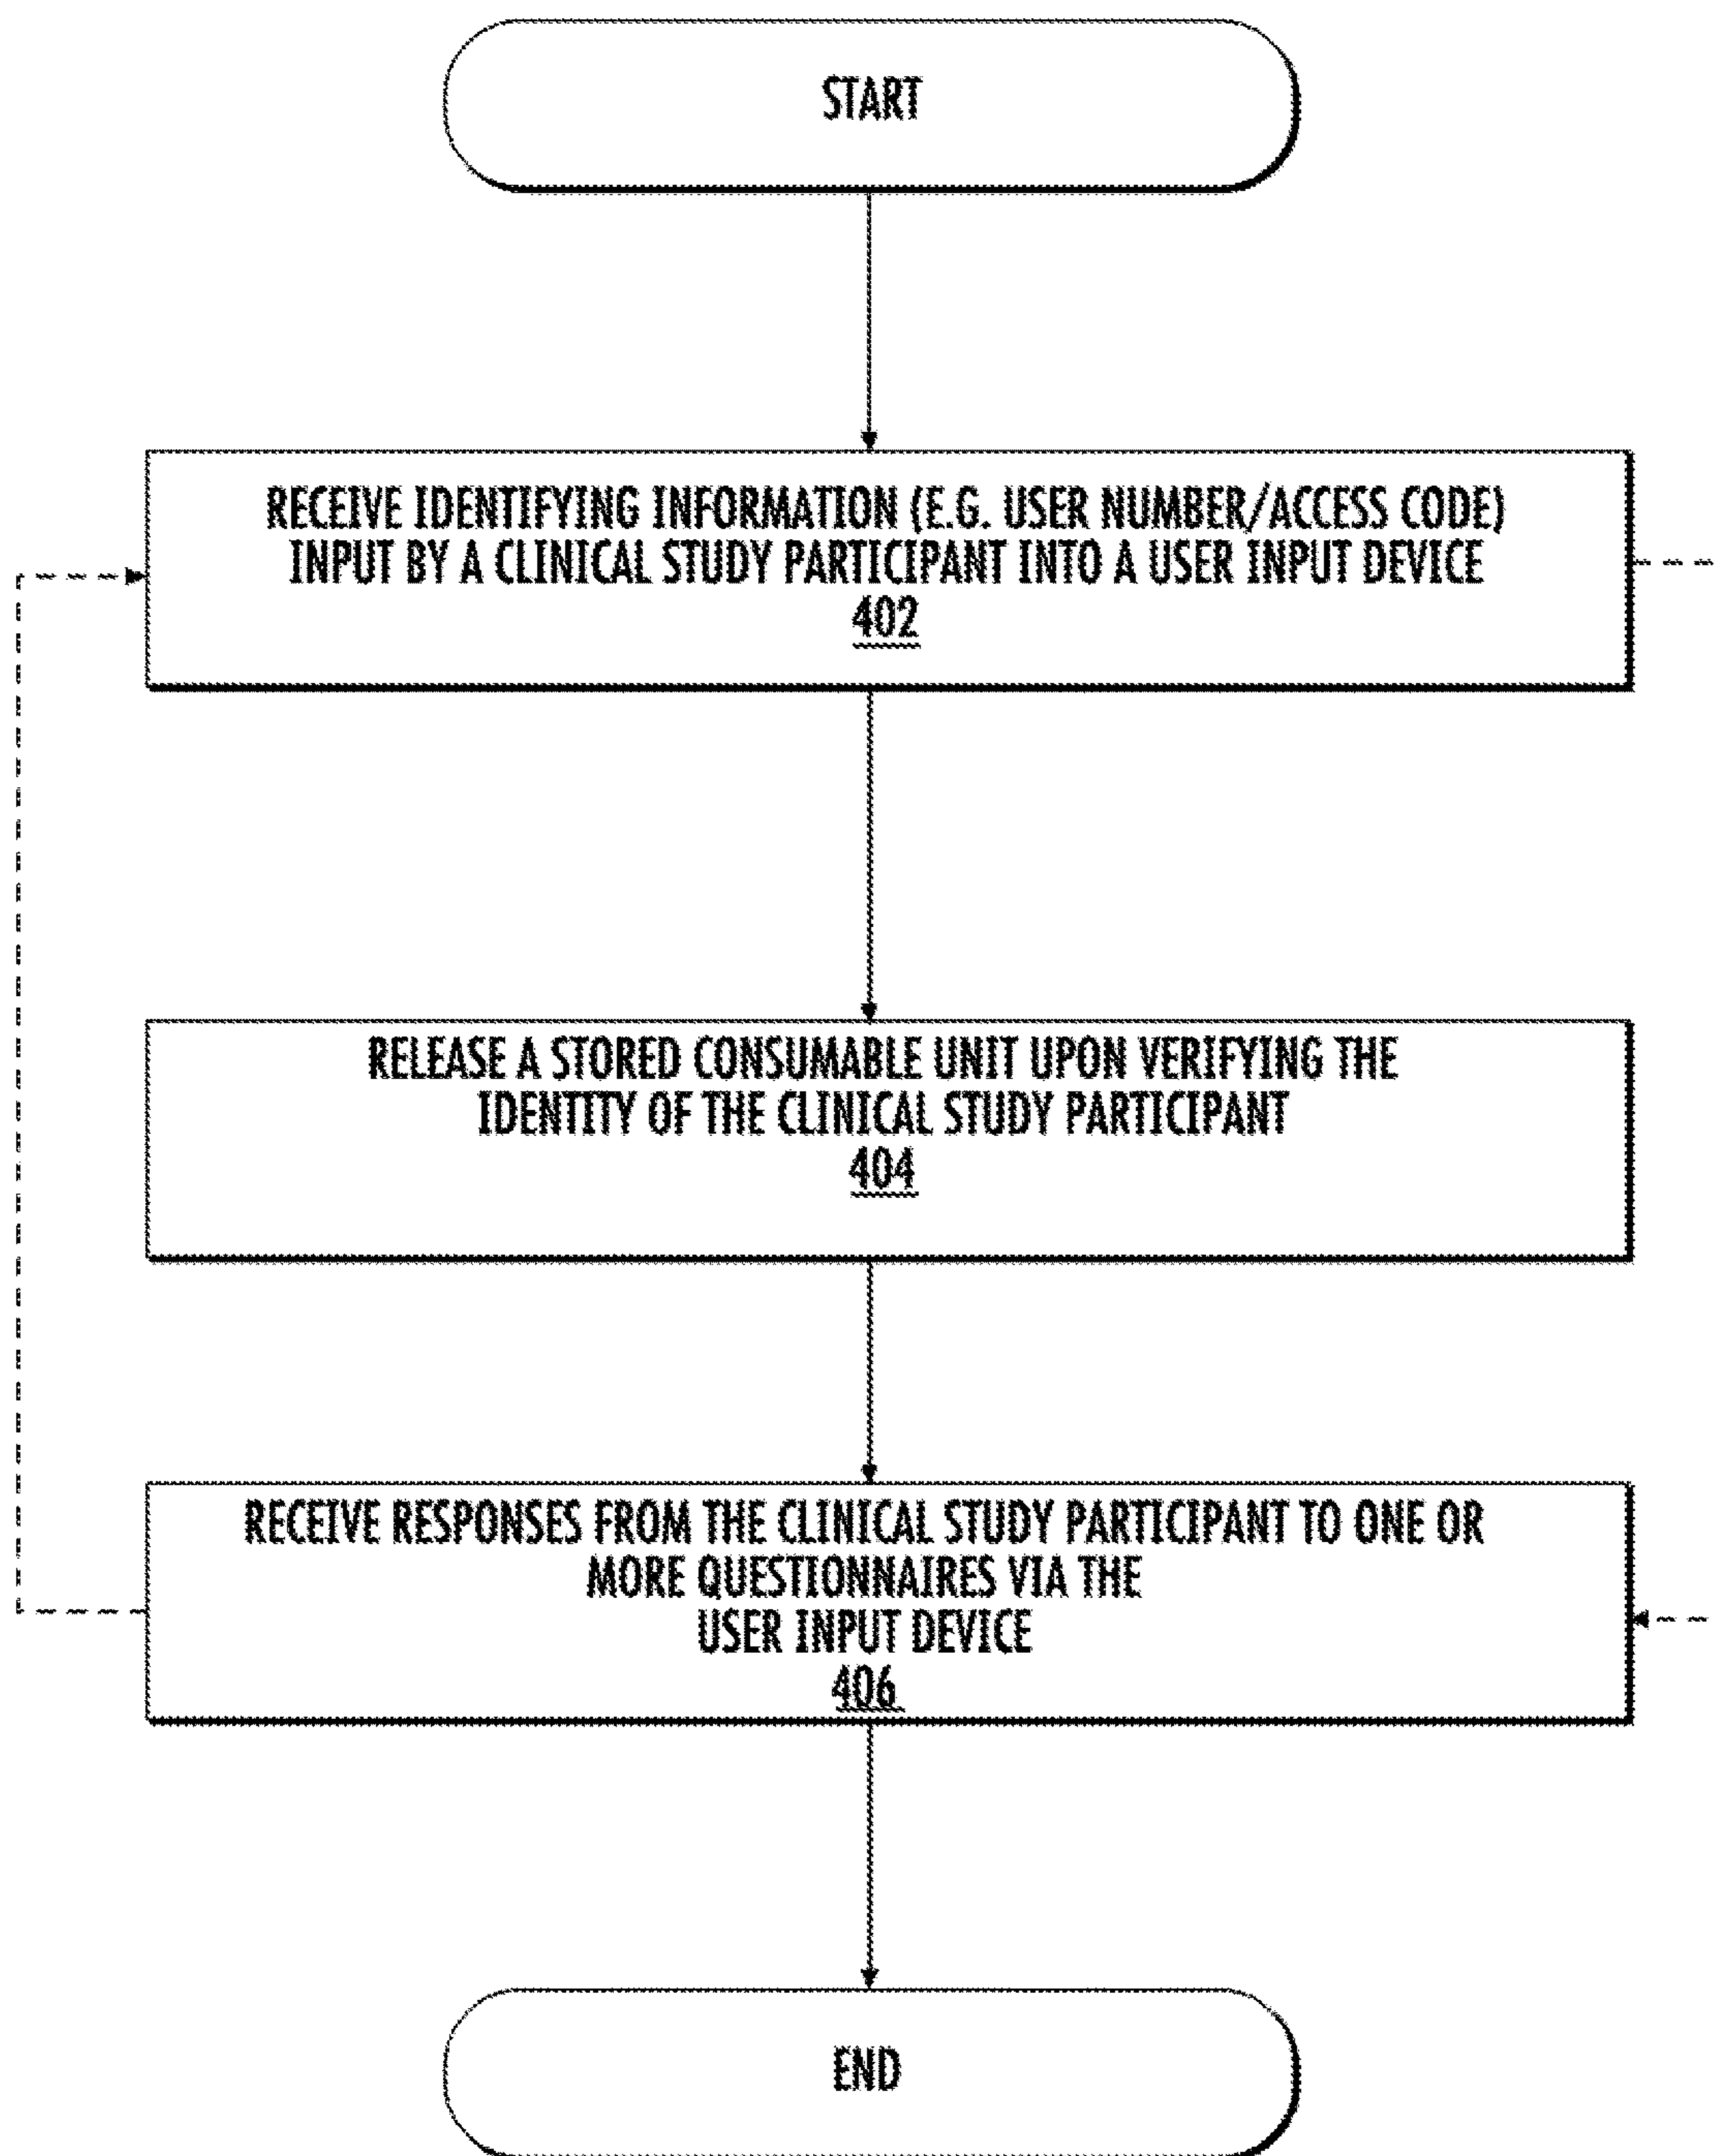 START
RECEIVE IDENTIFYING INFORMATION (E.G. USER NUMBER/ACCESS CODE)
INPUT BY A CLINICAL STUDY PARTICIPANT INTO A USER INPUT DEVICE
402
RELEASE A STORED CONSUMABLE UNIT UPON VERIFYING THE
IDENTITY OF THE CLINICAL STUDY PARTICIPANT
404
RECEIVE RESPONSES FROM THE CLINICAL STUDY PARTICIPANT TO ONE OR
MORE QUESTIONNAIRES VIA THE
USER INPUT DEVICE
406
END